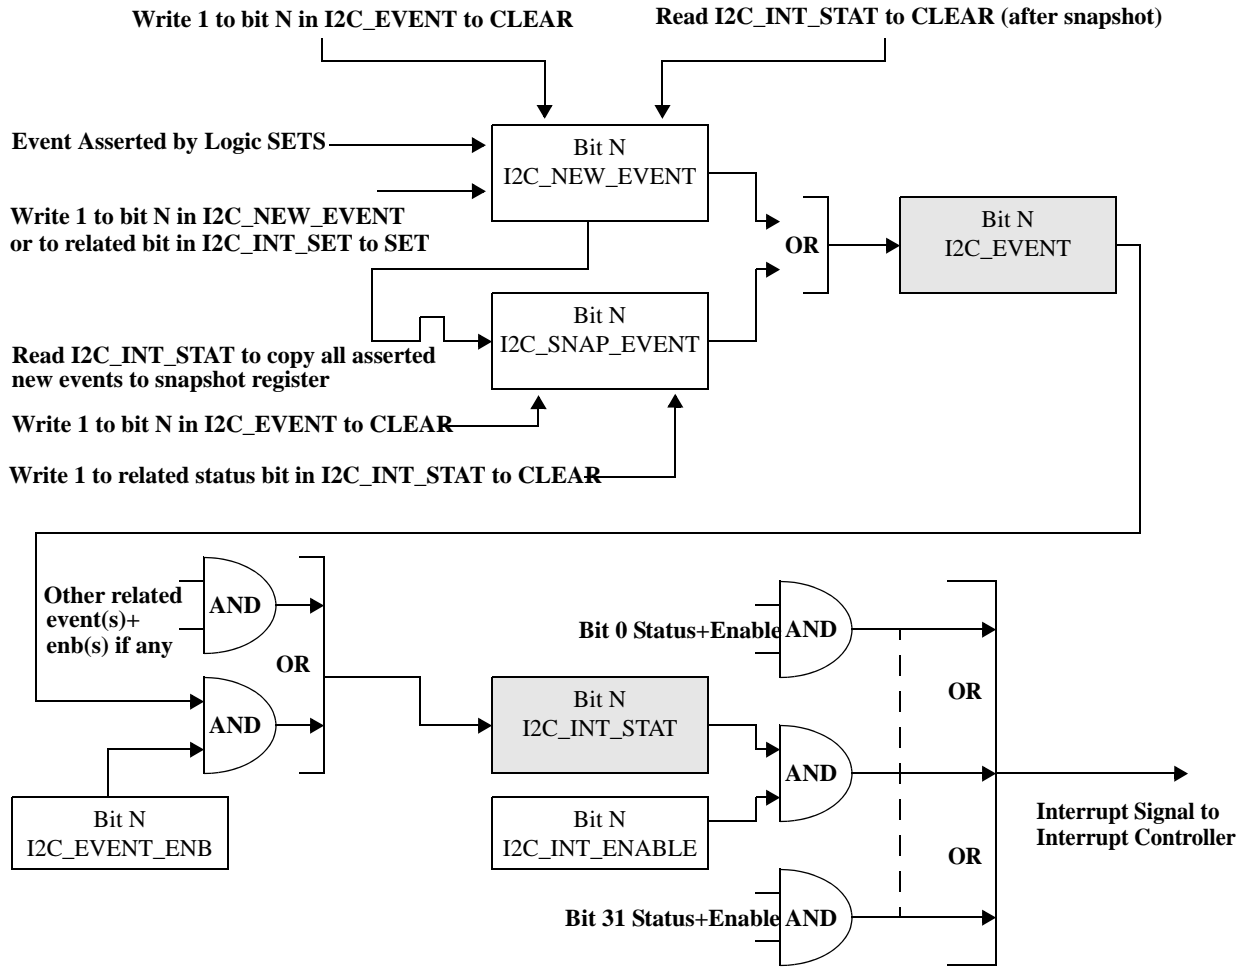 Write 1 to bit N in I2C_EVENT to CLEAR
Read I2C_INT_STAT to CLEAR (after snapshot)
Event Asserted by Logic SETS
Bit N
I2C_NEW_EVENT
Write 1 to bit N in I2C_NEW_EVENT
or to related bit in I2C_INT_SET to SET
OR
Bit N
I2C_EVENT
Bit N
I2C_SNAP_EVENT
Read I2C_INT_STAT to copy all asserted
new events to snapshot register
Write 1 to bit N in I2C_EVENT to CLEAR
Write 1 to related status bit in I2C_INT_STAT to CLEAR
Other related
event(s)+
enb(s) if any
AND
OR
AND
Bit N
I2C_EVENT_ENB
Bit N
I2C_INT_STAT
Bit N
I2C_INT_ENABLE
Bit 0 Status+Enable
AND
OR
AND
OR
Bit 31 Status+Enable
AND
Interrupt Signal to
Interrupt Controller